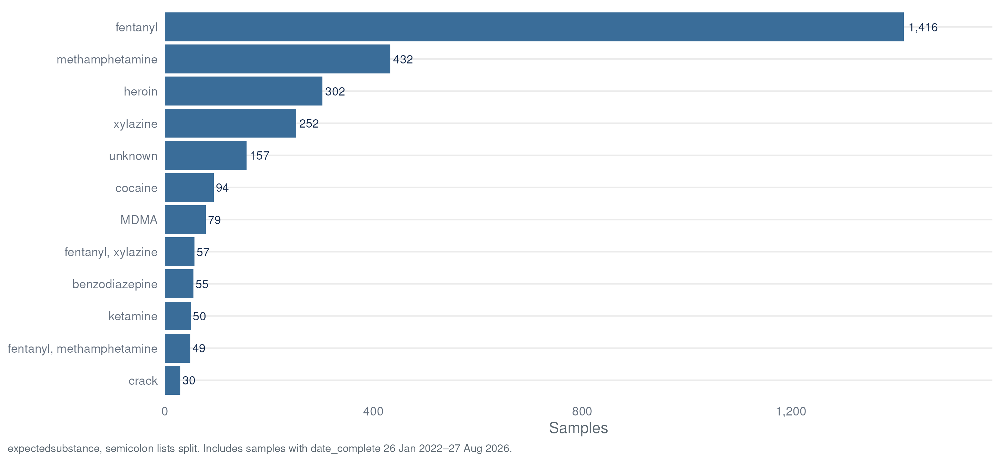 fentanyl 1,416
methamphetamine 432
heroin 302
xylazine 252
unknown 157
cocaine 94
MDMA 79
fentanyl, xylazine 57
benzodiazepine 55
ketamine 50
fentanyl, methamphetamine 49
crack 30
0 400 800 1,200
Samples
expectedsubstance, semicolon lists split. Includes samples with date_complete 26 Jan 2022–27 Aug 2026.